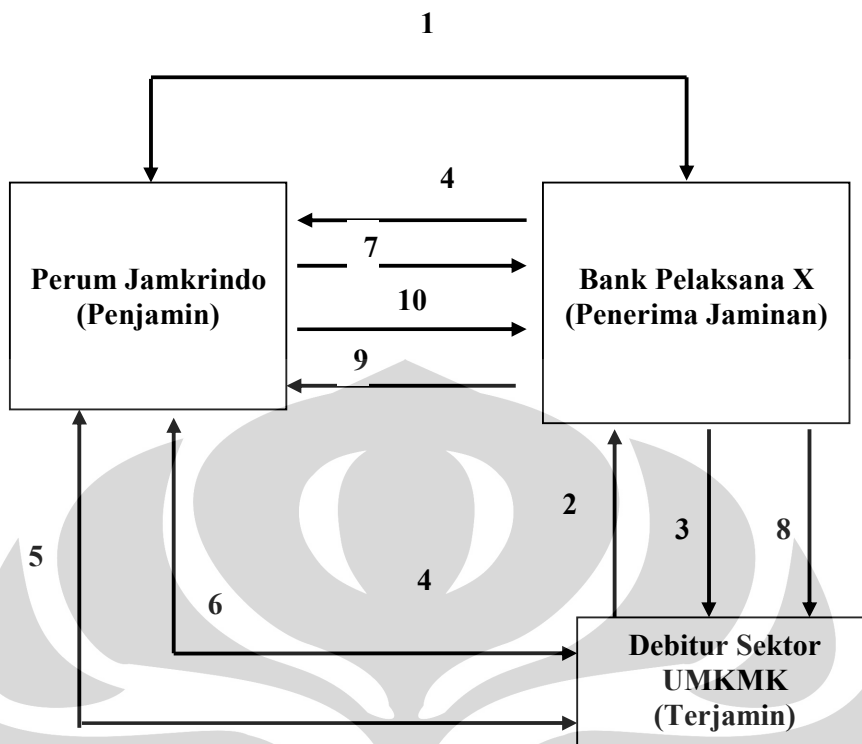 1
4
7
Perum Jamkrindo
(Penjamin)
Bank Pelaksana X
(Penerima Jaminan)
10
9
2
3
8
5
4
6
Debitur Sektor
UMKMK
(Terjamin)